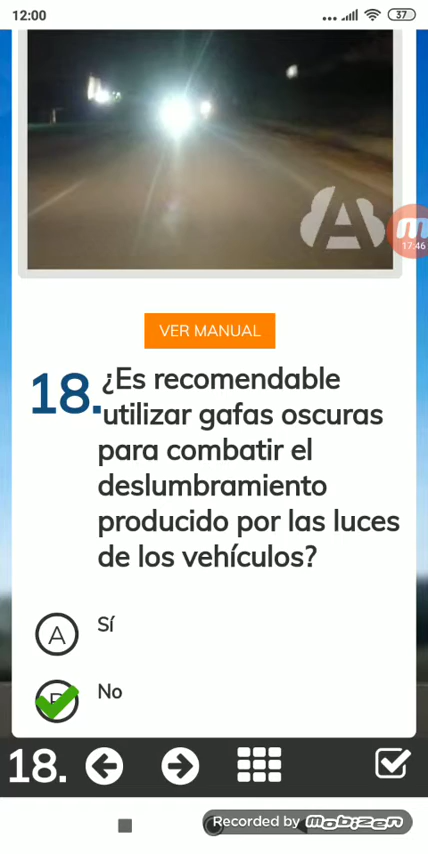 12:00
37
A
m
17:46
VER MANUAL
18. ¿Es recomendable
utilizar gafas oscuras
para combatir el
deslumbramiento
producido por las luces
de los vehículos?
A Sí
No
18.
Recorded by mobizen